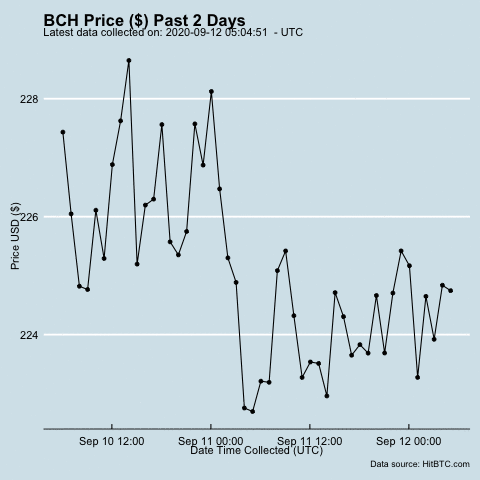 BCH Price ($) Past 2 Days
Latest data collected on: 2020-09-12 05:04:51 - UTC
228
226
224
Price USD ($)
Sep 10 12:00 Sep 11 00:00 Sep 11 12:00 Sep 12 00:00
Date Time Collected (UTC)
Data source: HitBTC.com